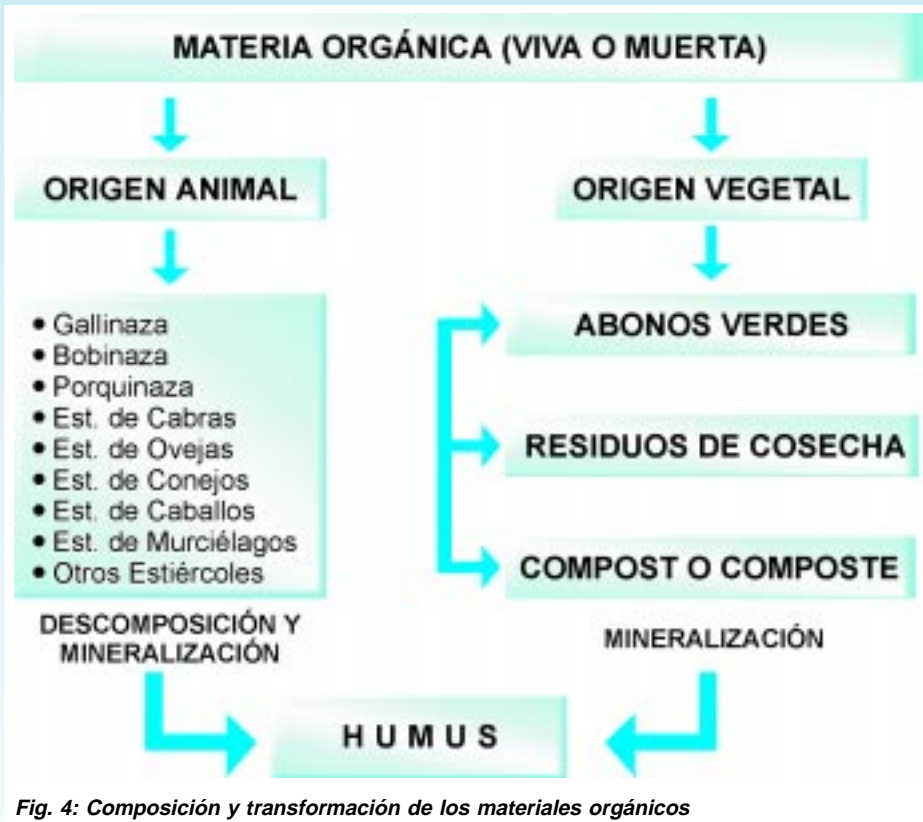 MATERIA ORGÁNICA (VIVA O MUERTA)
ORIGEN ANIMAL
• Gallinaza
• Bobinaza
• Porquinaza
• Est. de Cabras
• Est. de Ovejas
• Est. de Conejos
• Est. de Caballos
• Est. de Murciélagos
• Otros Estiércoles
DESCOMPOSICIÓN Y
MINERALIZACIÓN
ORIGEN VEGETAL
ABONOS VERDES
RESIDUOS DE COSECHA
COMPOST O COMPOSTE
MINERALIZACIÓN
H U M U S
Fig. 4: Composición y transformación de los materiales orgánicos